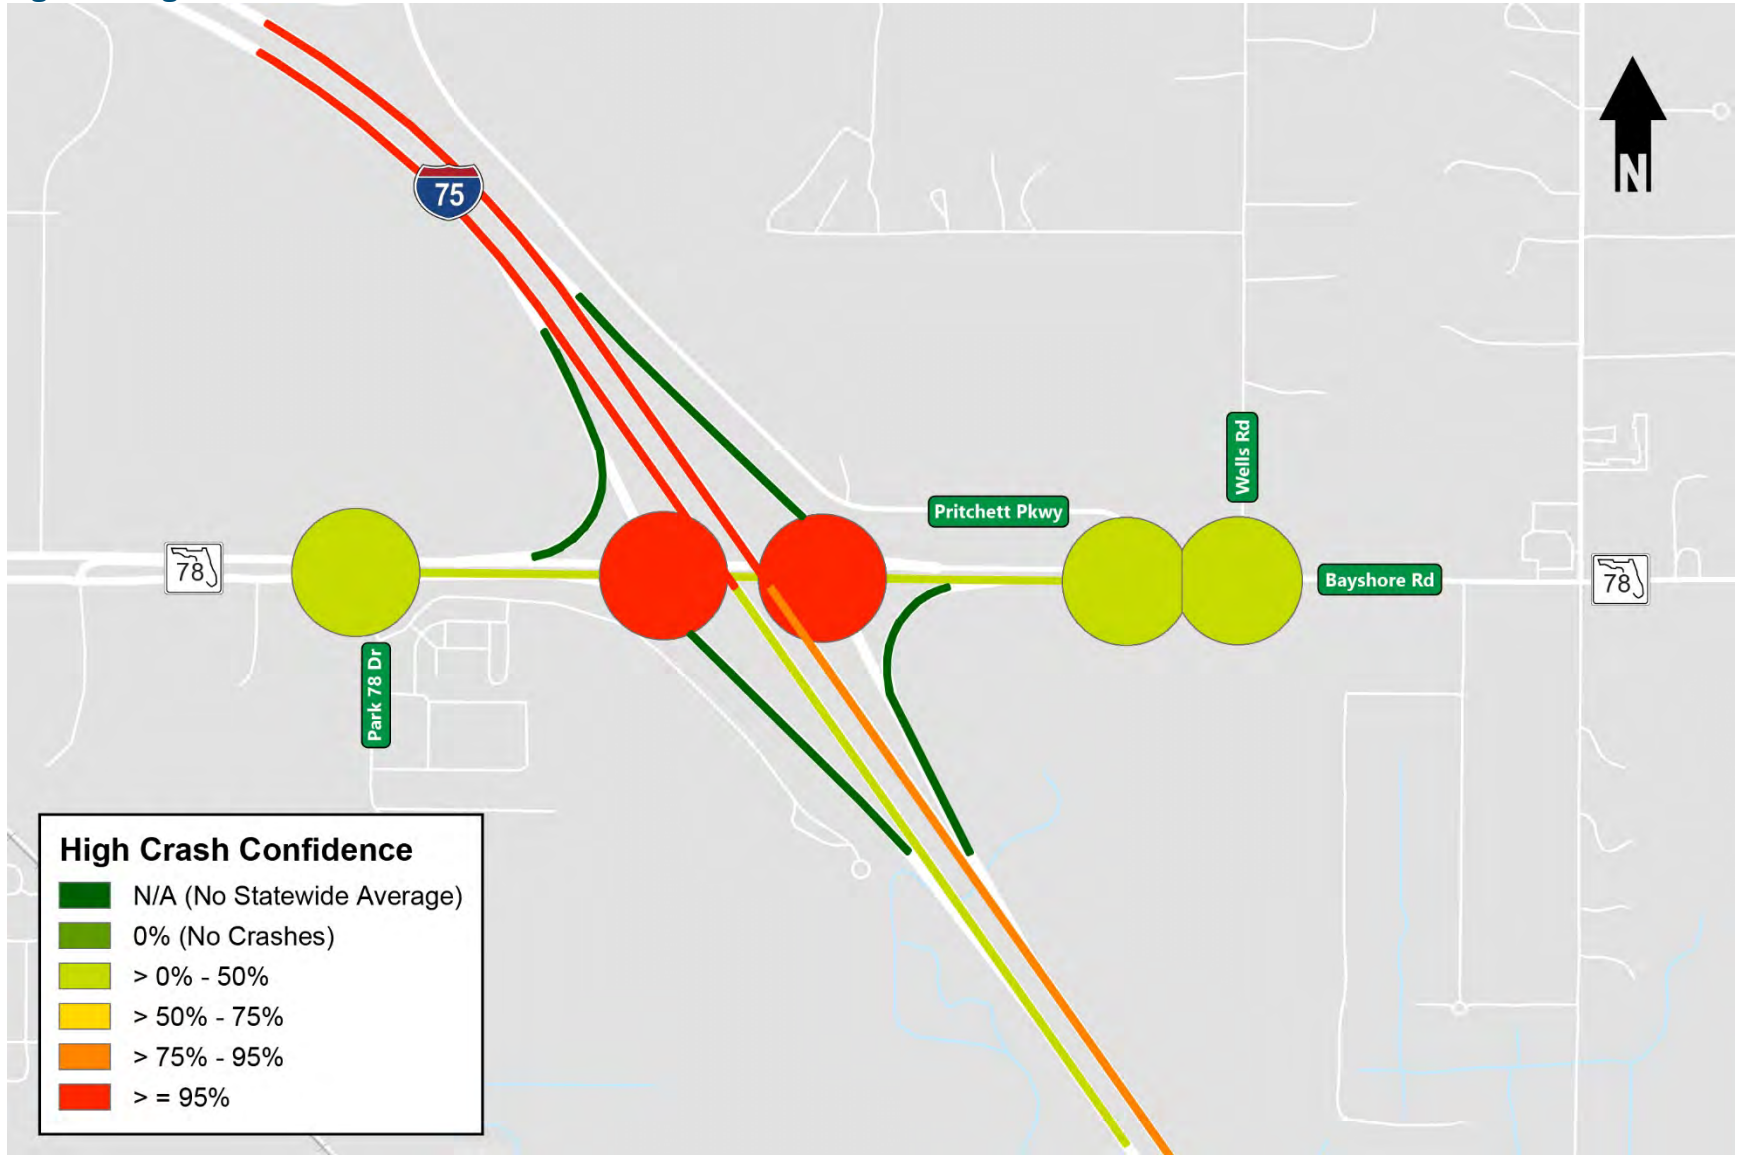 75
N
Wells Rd
Pritchett Pkwy
78
Bayshore Rd
78
Park 78 Dr
High Crash Confidence
N/A (No Statewide Average)
0% (No Crashes)
> 0% - 50%
> 50% - 75%
> 75% - 95%
> = 95%